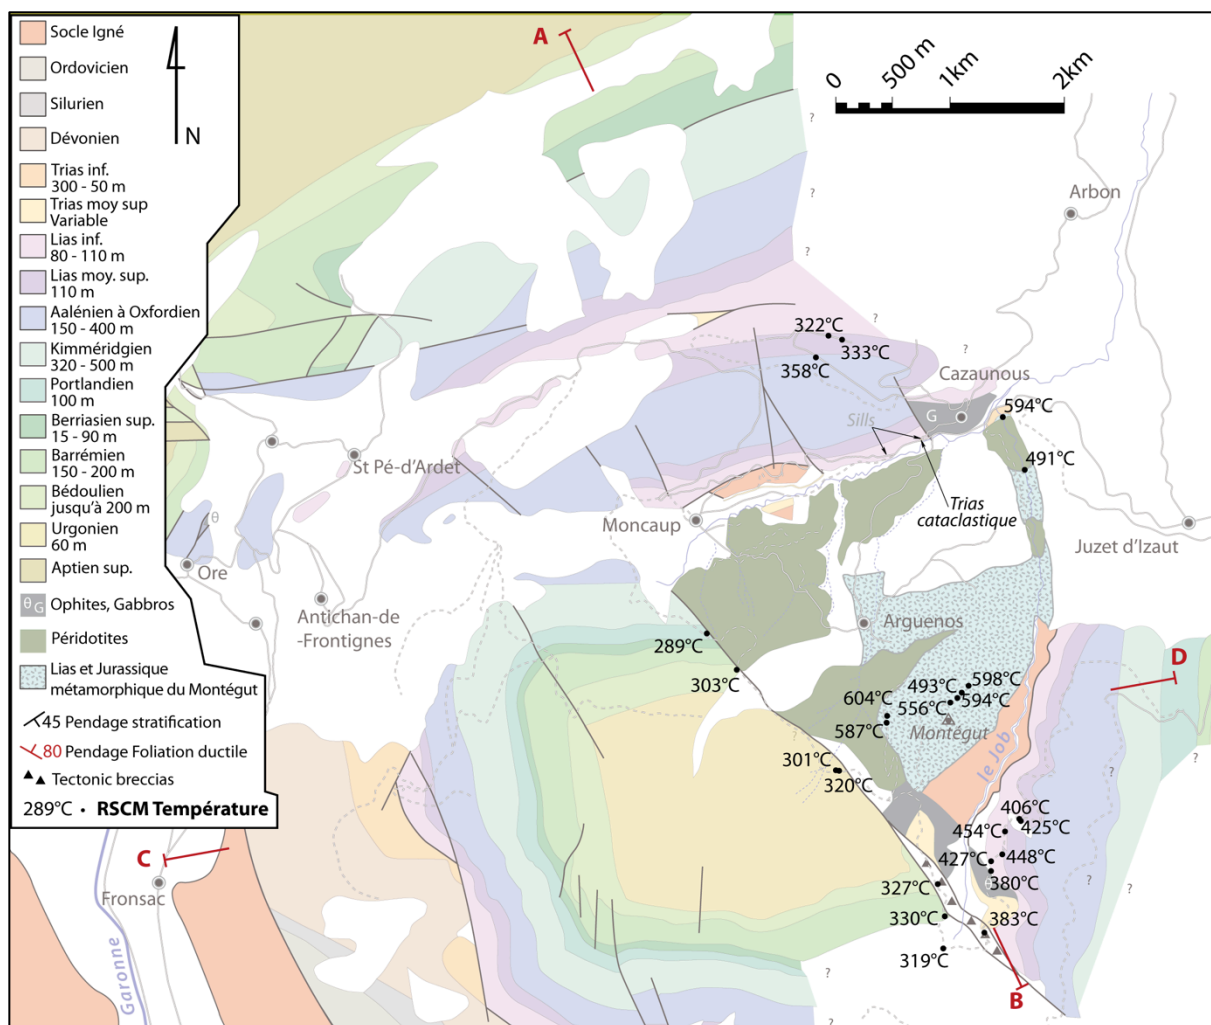 Socle Igné
Ordovicien
Silurien
Dévonien
Trias inf.
300 - 50 m
Trias moy sup
Variable
Lias inf.
80 - 110 m
Lias moy. sup.
110 m
Aalénien à Oxfordien
150 - 400 m
Kimméridgien
320 - 500 m
Portlandien
100 m
Berriasien sup.
15 - 90 m
Barrémien
150 - 200 m
Bédoulien
jusqu'à 200 m
Urgonien
60 m
Aptien sup.
θ G Ophites, Gabbros
Péridotites
Lias et Jurassique
métamorphique du Montégut
45 Pendage stratification
80 Pendage Foliation ductile
Tectonic breccias
289°C · RSCM Température
N
A
0
500 m
1km
2km
?
?
Arbon
?
?
322°C
333°C
358°C
?
Cazaunous
G
594°C
Sills
491°C
St Pé-d'Ardet
Trias
cataclastique
Moncaup
Juzet d'Izaut
θ
Ore
Antichan-de
-Frontignes
Arguenos
289°C
303°C
D
598°C
493°C
604°C
594°C
556°C
587°C
Montégut
?
?
le Job
301°C
320°C
?
406°C
425°C
454°C
448°C
427°C
380°C
θ
C
Fronsac
327°C
330°C
383°C
319°C
?
?
?
?
?
B
Garonne